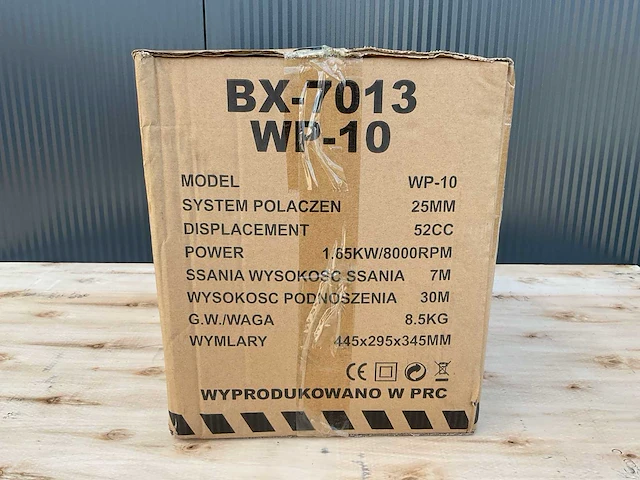 BX-7013
WP-10
MODEL WP-10
SYSTEM POLACZEN 25MM
DISPLACEMENT 52CC
POWER 1.65KW/8000RPM
SSANIA WYSOKOSC SSANIA 7M
WYSOKOSC PODNOSZENIA 30M
G.W./WAGA 8.5KG
WYMLARY 445x295x345MM
CE
WYPRODUKOWANO W PRC